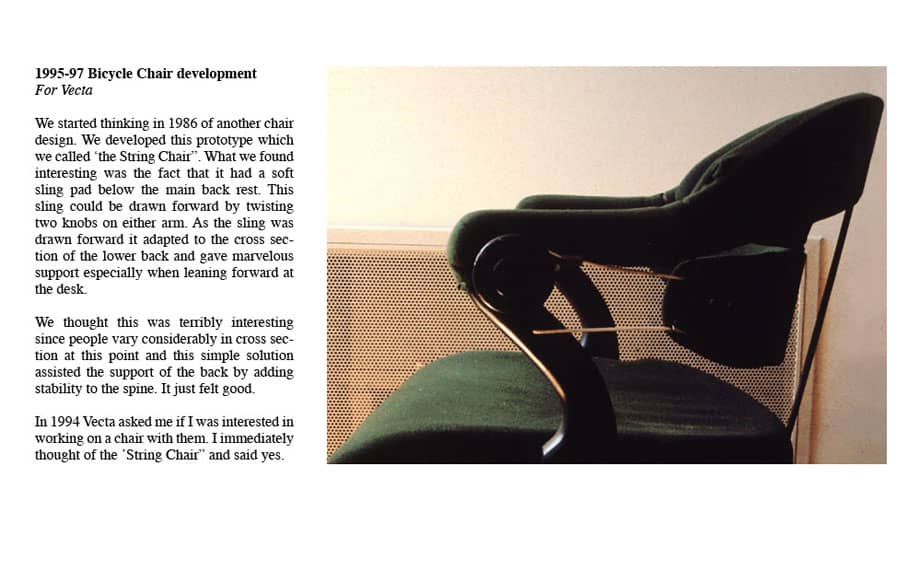 1995-97 Bicycle Chair development
For Vecta
We started thinking in 1986 of another chair
design. We developed this prototype which
we called ‘the String Chair”. What we found
interesting was the fact that it had a soft
sling pad below the main back rest. This
sling could be drawn forward by twisting
two knobs on either arm. As the sling was
drawn forward it adapted to the cross sec-
tion of the lower back and gave marvelous
support especially when leaning forward at
the desk.
We thought this was terribly interesting
since people vary considerably in cross sec-
tion at this point and this simple solution
assisted the support of the back by adding
stability to the spine. It just felt good.
In 1994 Vecta asked me if I was interested in
working on a chair with them. I immediately
thought of the ‘String Chair” and said yes.